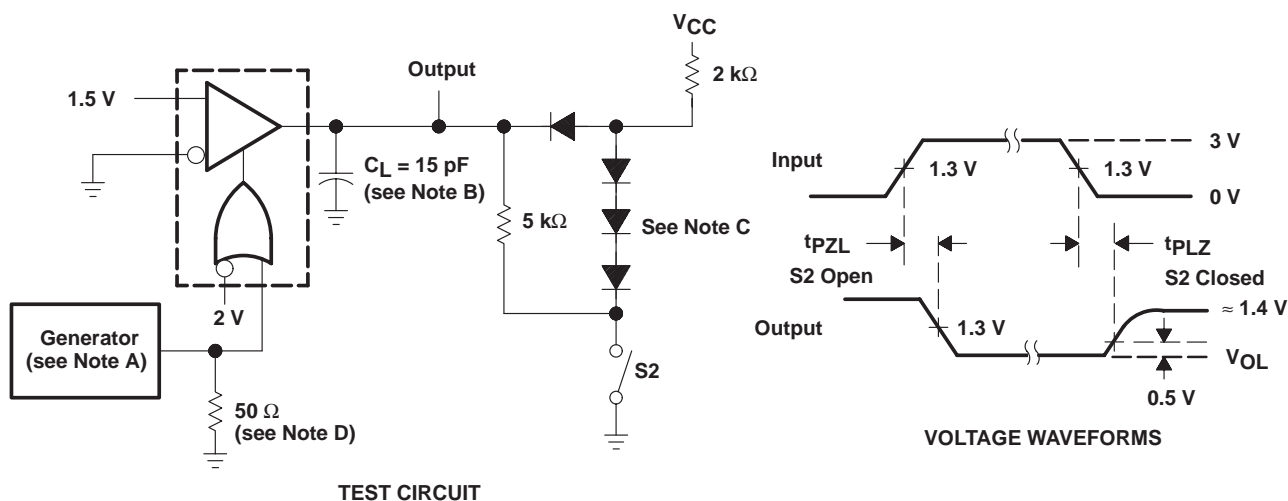 VCC
2 kΩ
Output
1.5 V
CL = 15 pF
(see Note B)
5 kΩ
See Note C
2 V
Generator
(see Note A)
S2
50 Ω
(see Note D)
TEST CIRCUIT
Input
3 V
1.3 V
1.3 V
0 V
tPZL
tPLZ
S2 Open
S2 Closed
≈ 1.4 V
Output
1.3 V
VOL
0.5 V
VOLTAGE WAVEFORMS